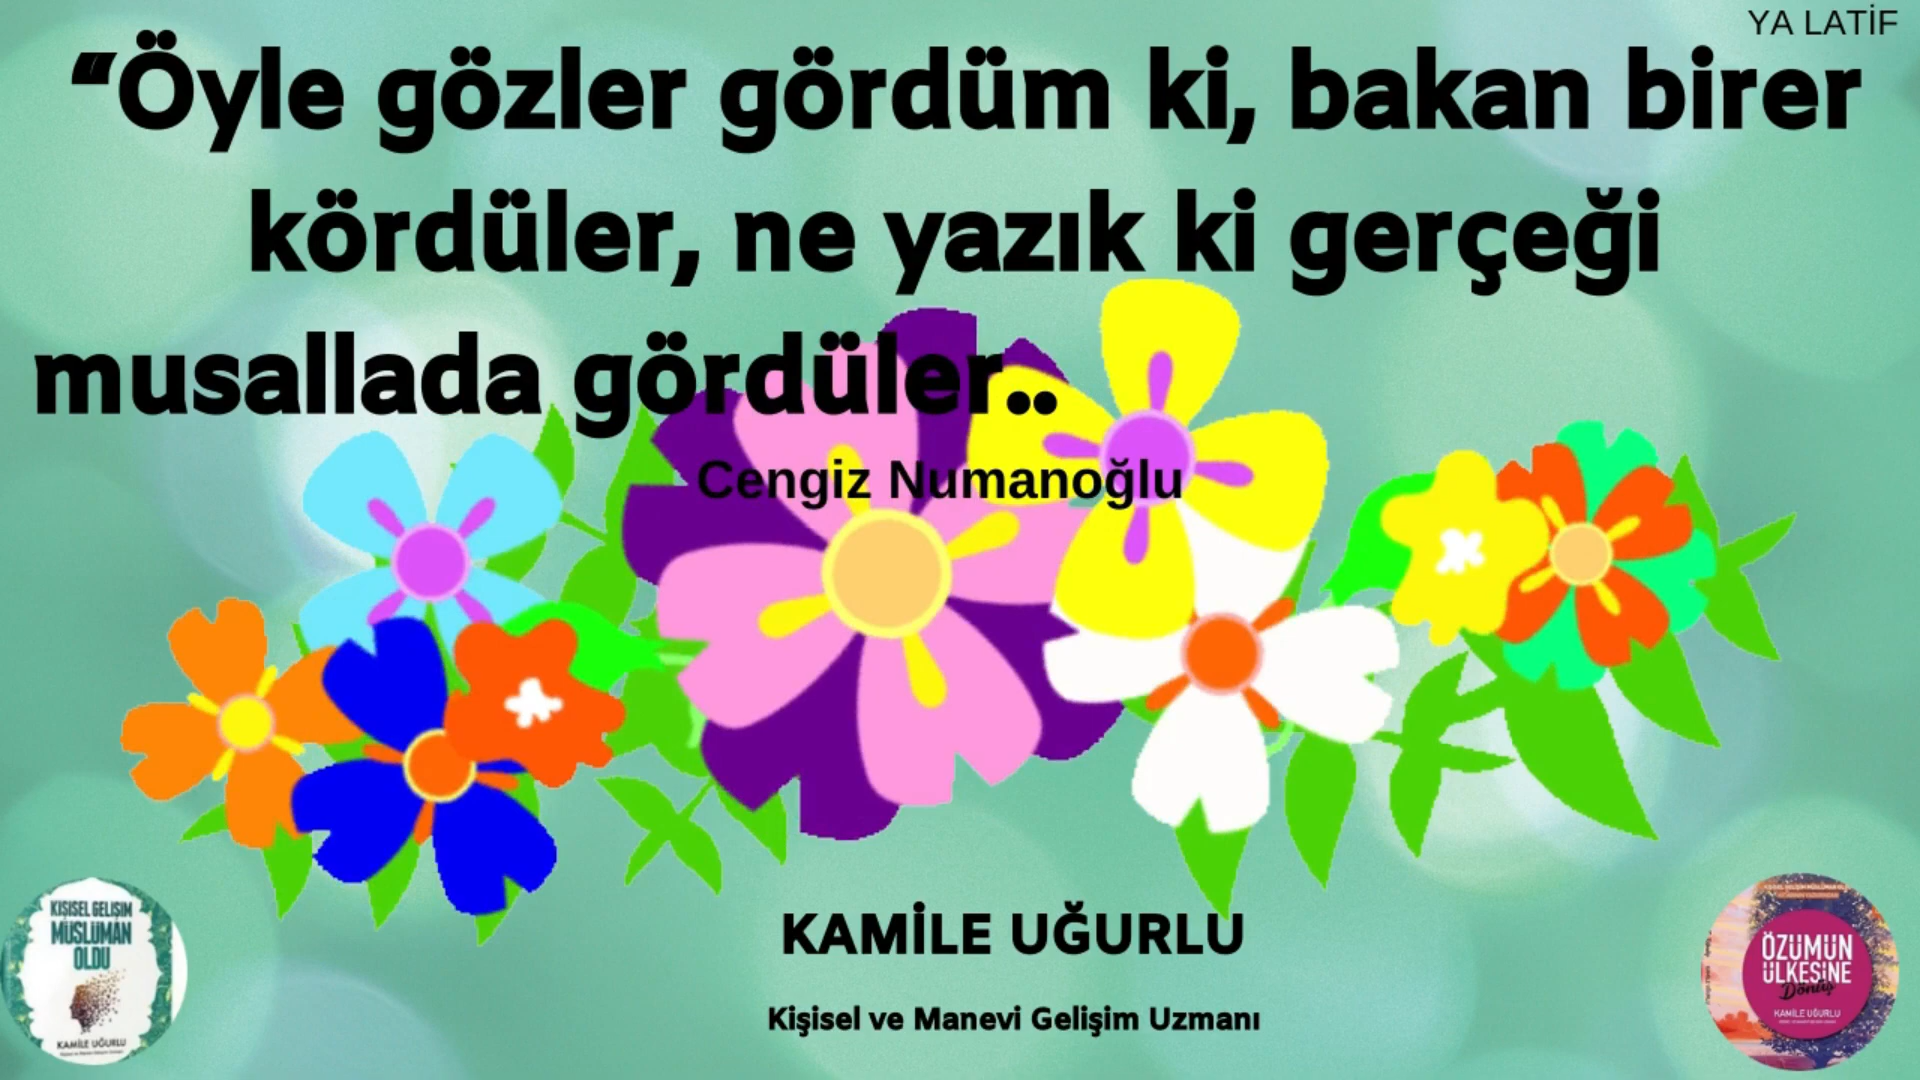 YA LATİF
“Öyle gözler gördüm ki, bakan birer
kördüler, ne yazık ki gerçeği
musallada gördüler..
Cengiz Numanoğlu
KAMİLE UĞURLU
Kişisel ve Manevi Gelişim Uzmanı
KİŞİSEL GELİŞİM
MÜSLÜMAN
OLDU
KAMİLE UĞURLU
ÖZÜMÜN
ÜLKESİNE
Dönüş
KAMİLE UĞURLU